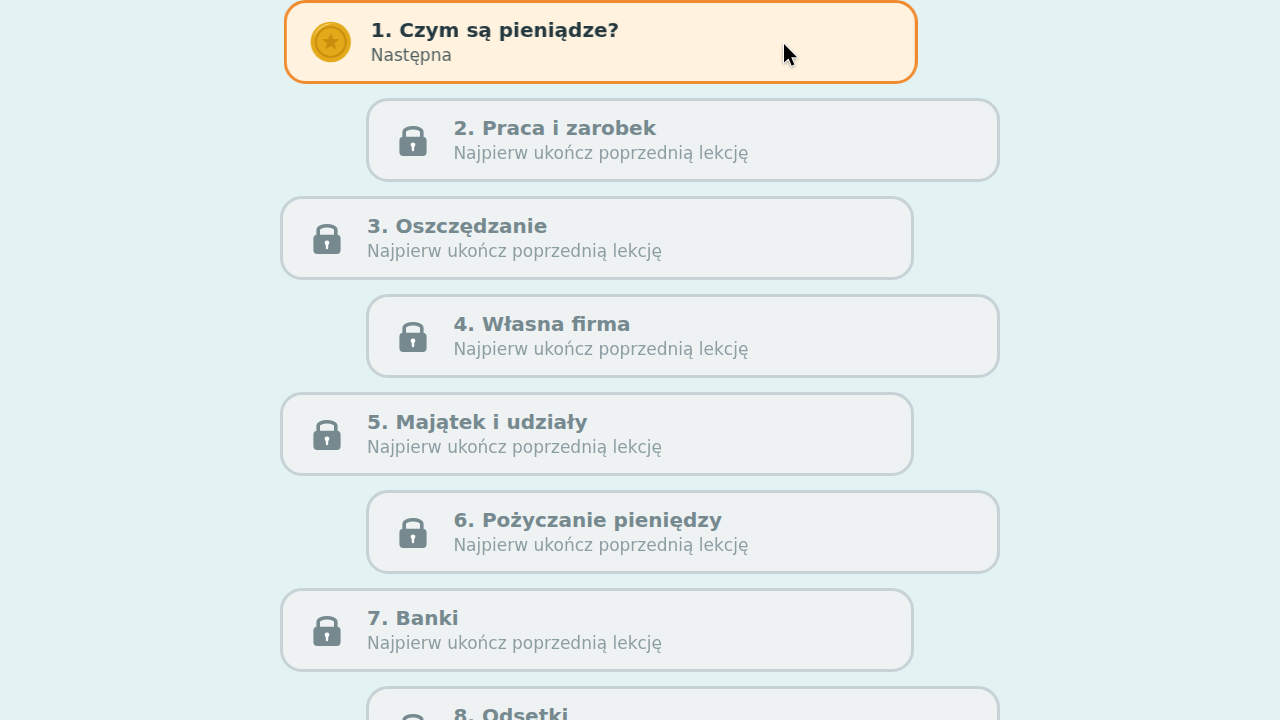 1. Czym są pieniądze?
Następna
2. Praca i zarobek
Najpierw ukończ poprzednią lekcję
3. Oszczędzanie
Najpierw ukończ poprzednią lekcję
4. Własna firma
Najpierw ukończ poprzednią lekcję
5. Majątek i udziały
Najpierw ukończ poprzednią lekcję
6. Pożyczanie pieniędzy
Najpierw ukończ poprzednią lekcję
7. Banki
Najpierw ukończ poprzednią lekcję
8. Odsetki